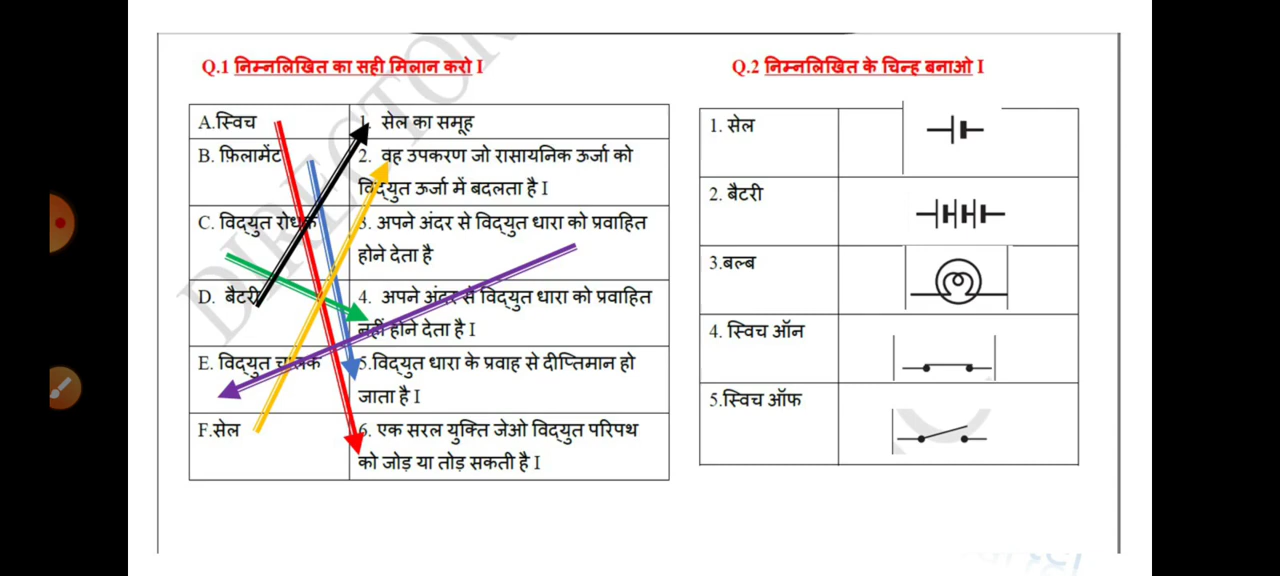 Q.1 निम्नलिखित का सही मिलान करो I
A.स्विच
1. सेल का समूह
B. फ़िलामेंट
2. वह उपकरण जो रासायनिक ऊर्जा को
विद्युत ऊर्जा में बदलता है I
C. विद्युत रोधक
3. अपने अंदर से विद्युत धारा को प्रवाहित
होने देता है
D. बैटरी
4. अपने अंदर से विद्युत धारा को प्रवाहित
नहीं होने देता है I
E. विद्युत चालक
5.विद्युत धारा के प्रवाह से दीप्तिमान हो
जाता है I
F.सेल
6. एक सरल युक्ति जेओ विद्युत परिपथ
को जोड़ या तोड़ सकती है I
Q.2 निम्नलिखित के चिन्ह बनाओ I
1. सेल
2. बैटरी
3.बल्ब
4. स्विच ऑन
5.स्विच ऑफ